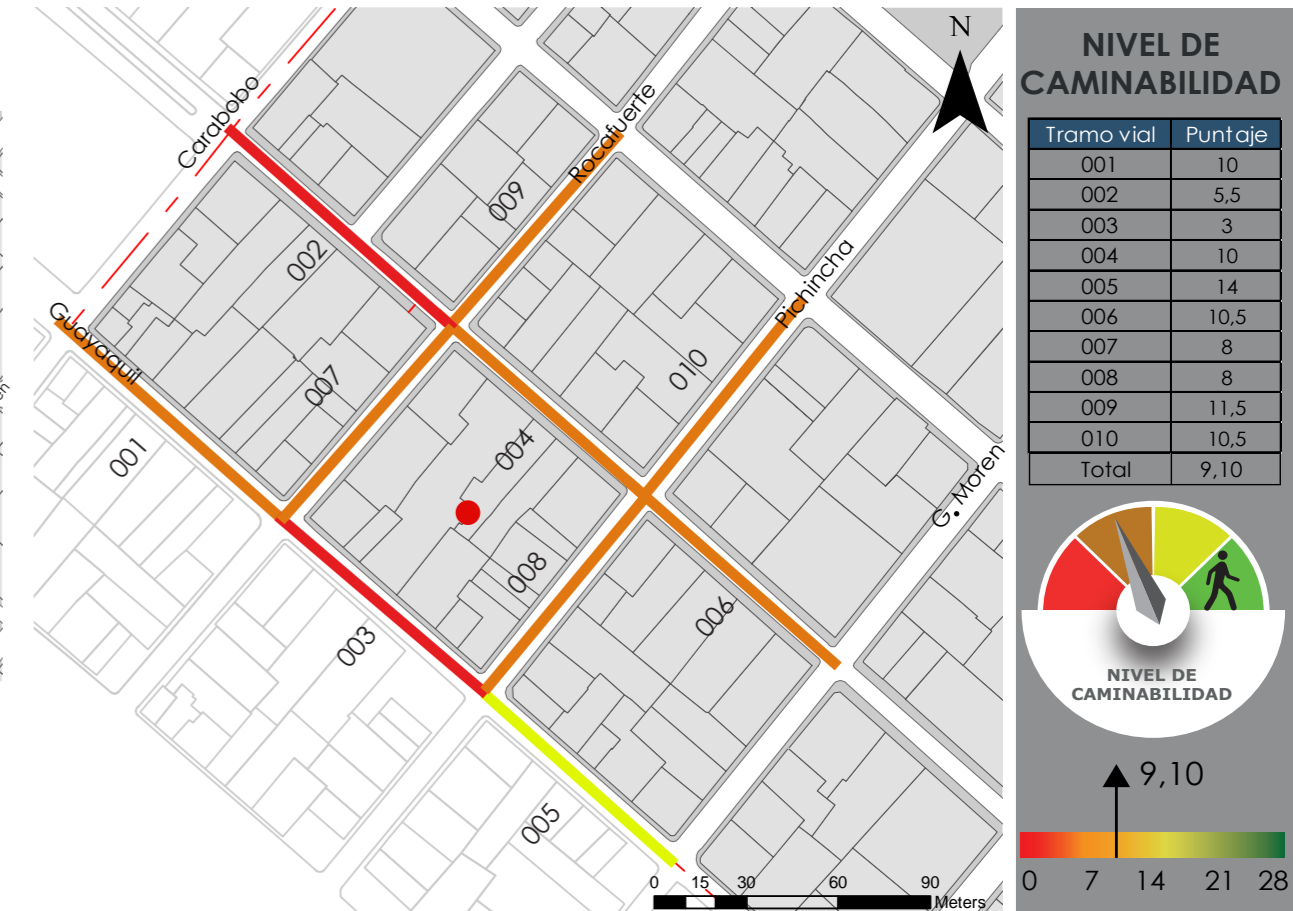 N
Carabobo
Rocafuerte
009
002
Pichincha
Guayaquil
010
007
004
001
G. Moren
008
006
003
005
0 15 30 60 90
Meters
NIVEL DE
CAMINABILIDAD
Tramo vial Puntaje
001 10
002 5,5
003 3
004 10
005 14
006 10,5
007 8
008 8
009 11,5
010 10,5
Total 9,10
NIVEL DE
CAMINABILIDAD
9,10
0 7 14 21 28